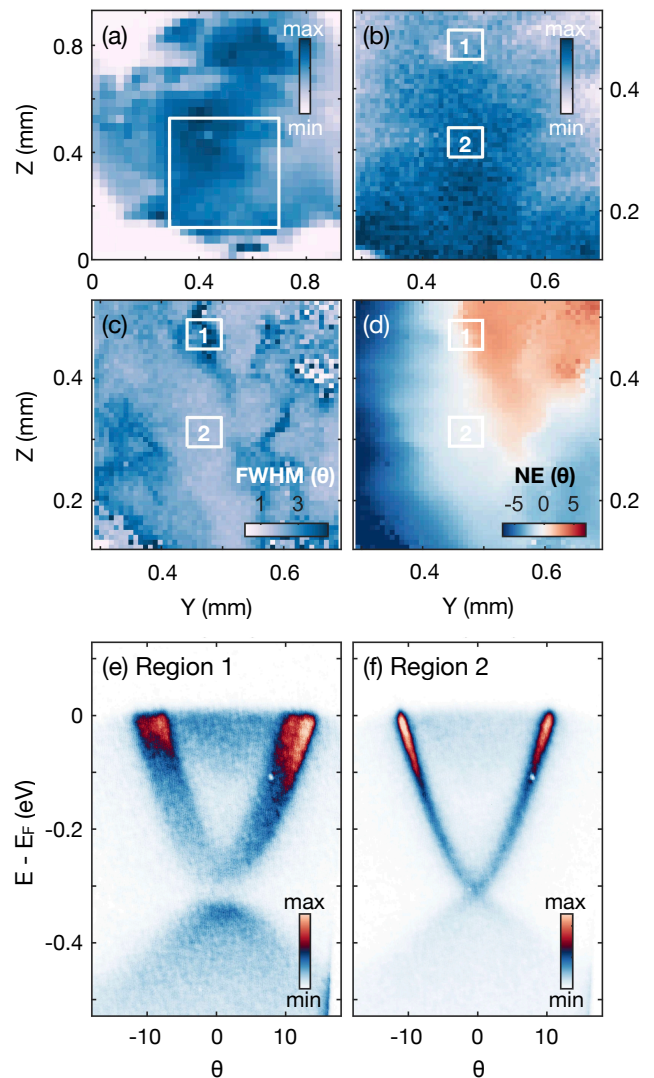 (a)
max
min
Z (mm)
0.8
0.4
0
0
0.4
0.8
(b)
1
2
max
min
0.4
0.2
0.4
0.6
(c)
1
2
FWHM (θ)
1 3
Z (mm)
0.4
0.2
0.4
0.6
Y (mm)
(d)
1
2
NE (θ)
-5 0 5
0.4
0.2
0.4
0.6
(e) Region 1
E - EF (eV)
0
-0.2
-0.4
max
min
-10 0 10
θ
(f) Region 2
max
min
-10 0 10
θ